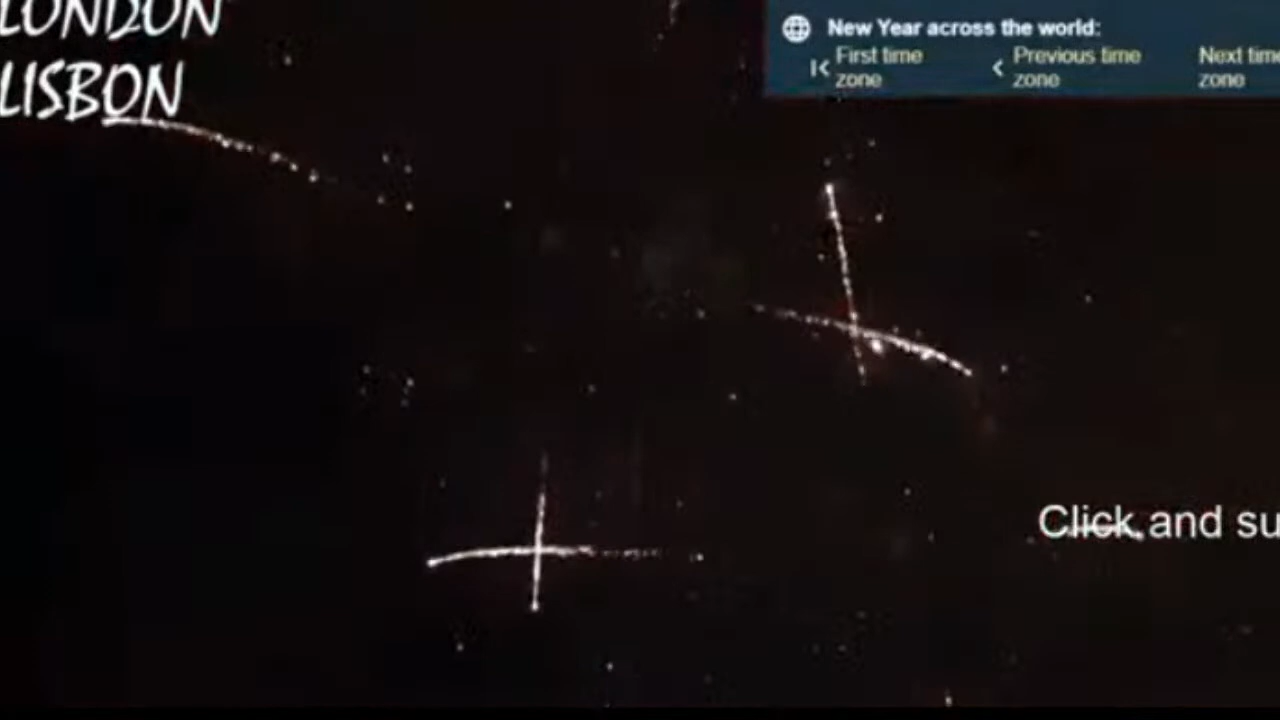 LONDON
LISBON
New Year across the world:
First time
zone
Previous time
zone
Next time
zone
Click and su